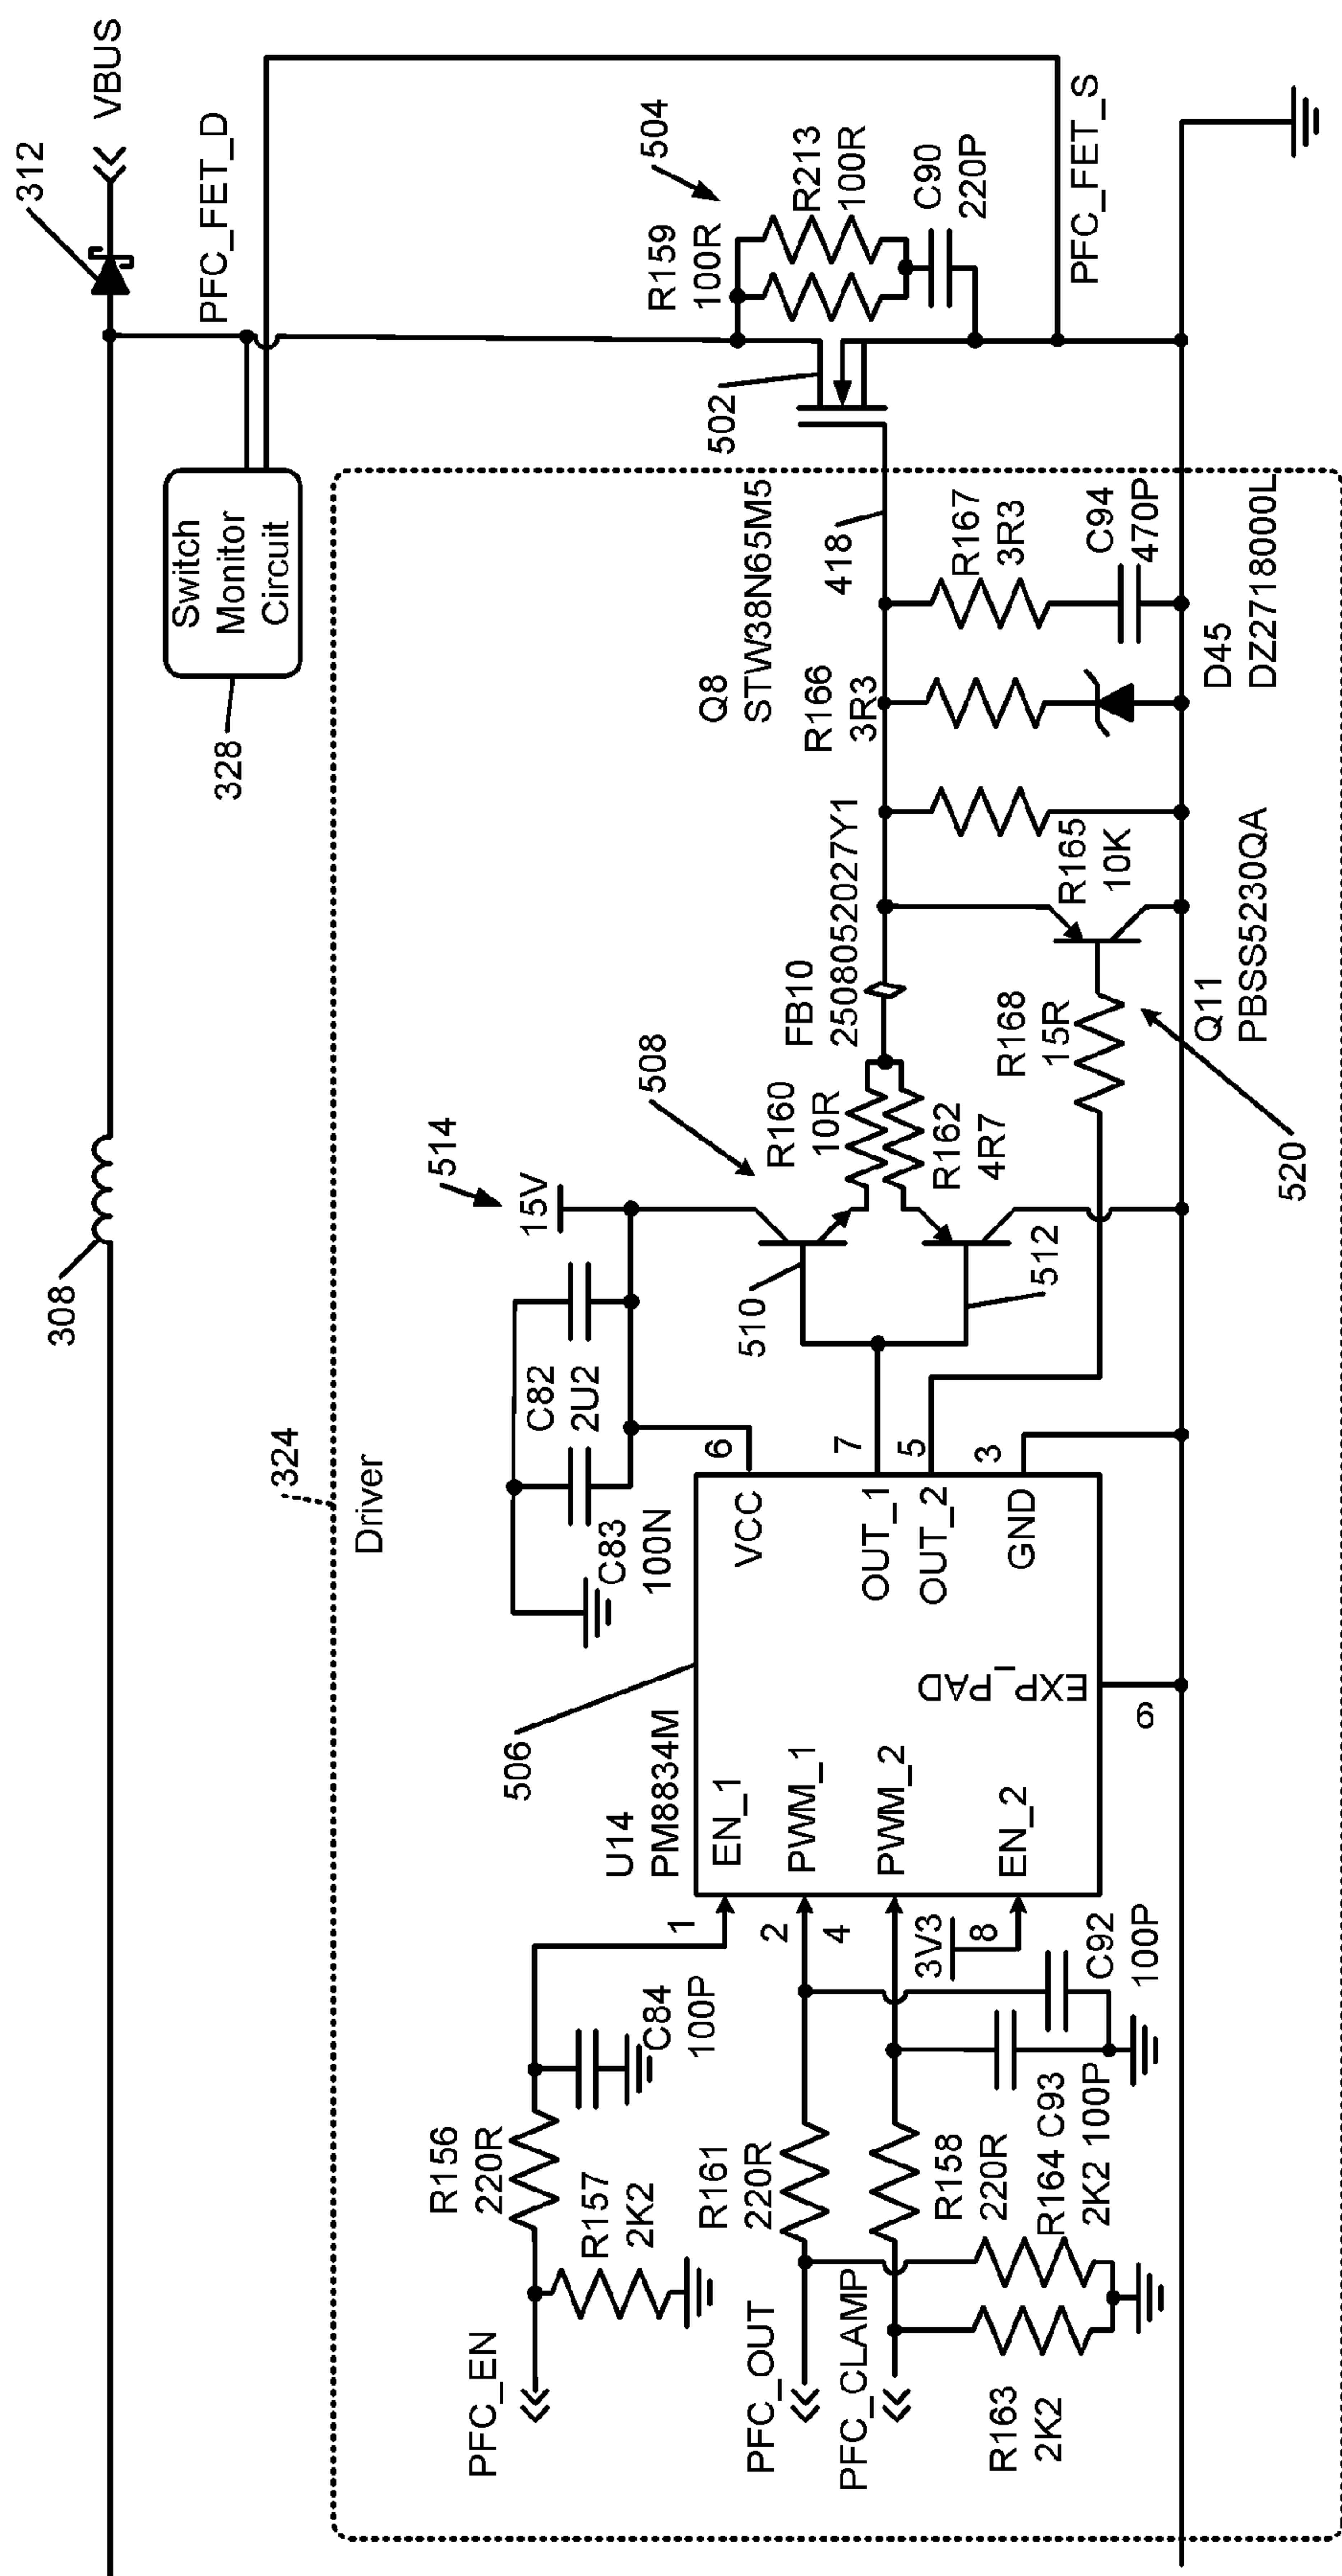 308
312
VBUS
PFC_FET_D
Switch
Monitor
Circuit
328
324
Driver
514
15V
C82
2U2
C83
100N
508
510
512
R160
10R
R162
4R7
FB10
2508052027Y1
Q8
STW38N65M5
502
418
R159
100R
R213
100R
504
C90
220P
PFC_FET_S
R166
3R3
R167
3R3
C94
470P
D45
DZ2718000L
R165
10K
Q11
PBSS5230QA
R168
15R
520
506
U14
PM8834M
EN_1
PWM_1
PWM_2
EN_2
VCC
OUT_1
OUT_2
GND
EXP_PAD
1
2
4
8
6
7
5
3
9
3V3
PFC_EN
R156
220R
R157
2K2
C84
100P
PFC_OUT
R161
220R
PFC_CLAMP
R158
220R
R164
2K2
C93
100P
C92
100P
R163
2K2